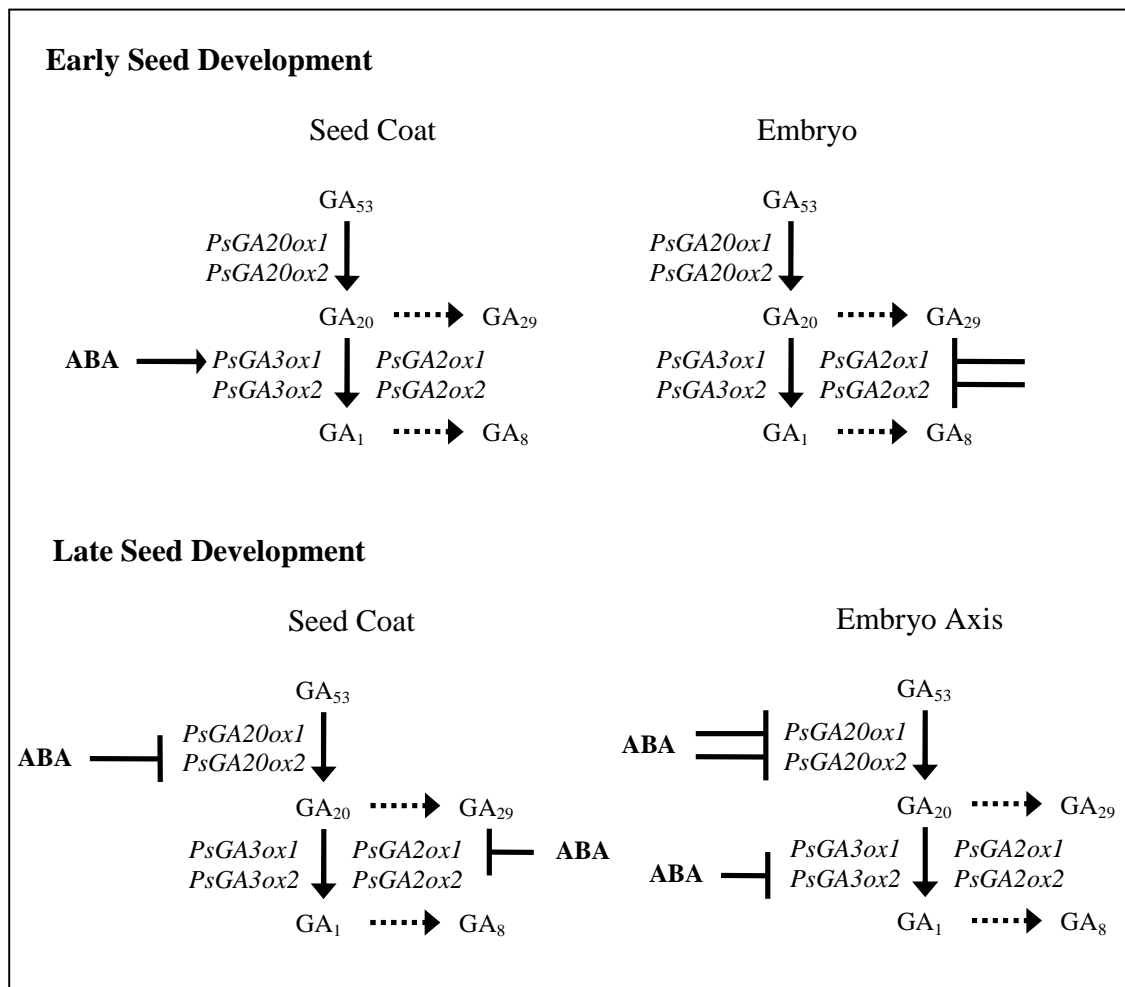 Early Seed Development
Seed Coat
GA53
PsGA20ox1
PsGA20ox2
GA20
GA29
ABA
PsGA3ox1
PsGA3ox2
PsGA2ox1
PsGA2ox2
GA1
GA8
Embryo
GA53
PsGA20ox1
PsGA20ox2
GA20
GA29
PsGA3ox1
PsGA3ox2
PsGA2ox1
PsGA2ox2
GA1
GA8
Late Seed Development
Seed Coat
GA53
ABA
PsGA20ox1
PsGA20ox2
GA20
GA29
PsGA3ox1
PsGA3ox2
PsGA2ox1
PsGA2ox2
ABA
GA1
GA8
Embryo Axis
GA53
ABA
PsGA20ox1
PsGA20ox2
GA20
GA29
ABA
PsGA3ox1
PsGA3ox2
PsGA2ox1
PsGA2ox2
GA1
GA8